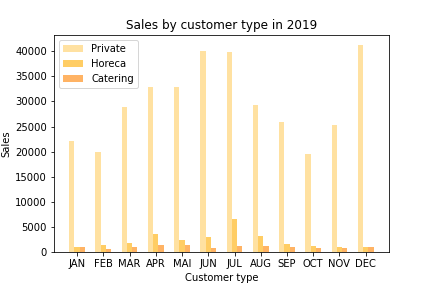 Sales by customer type in 2019
Private
Horeca
Catering
40000
35000
30000
25000
20000
15000
10000
5000
0
Sales
JAN FEB MAR APR MAI JUN JUL AUG SEP OCT NOV DEC
Customer type